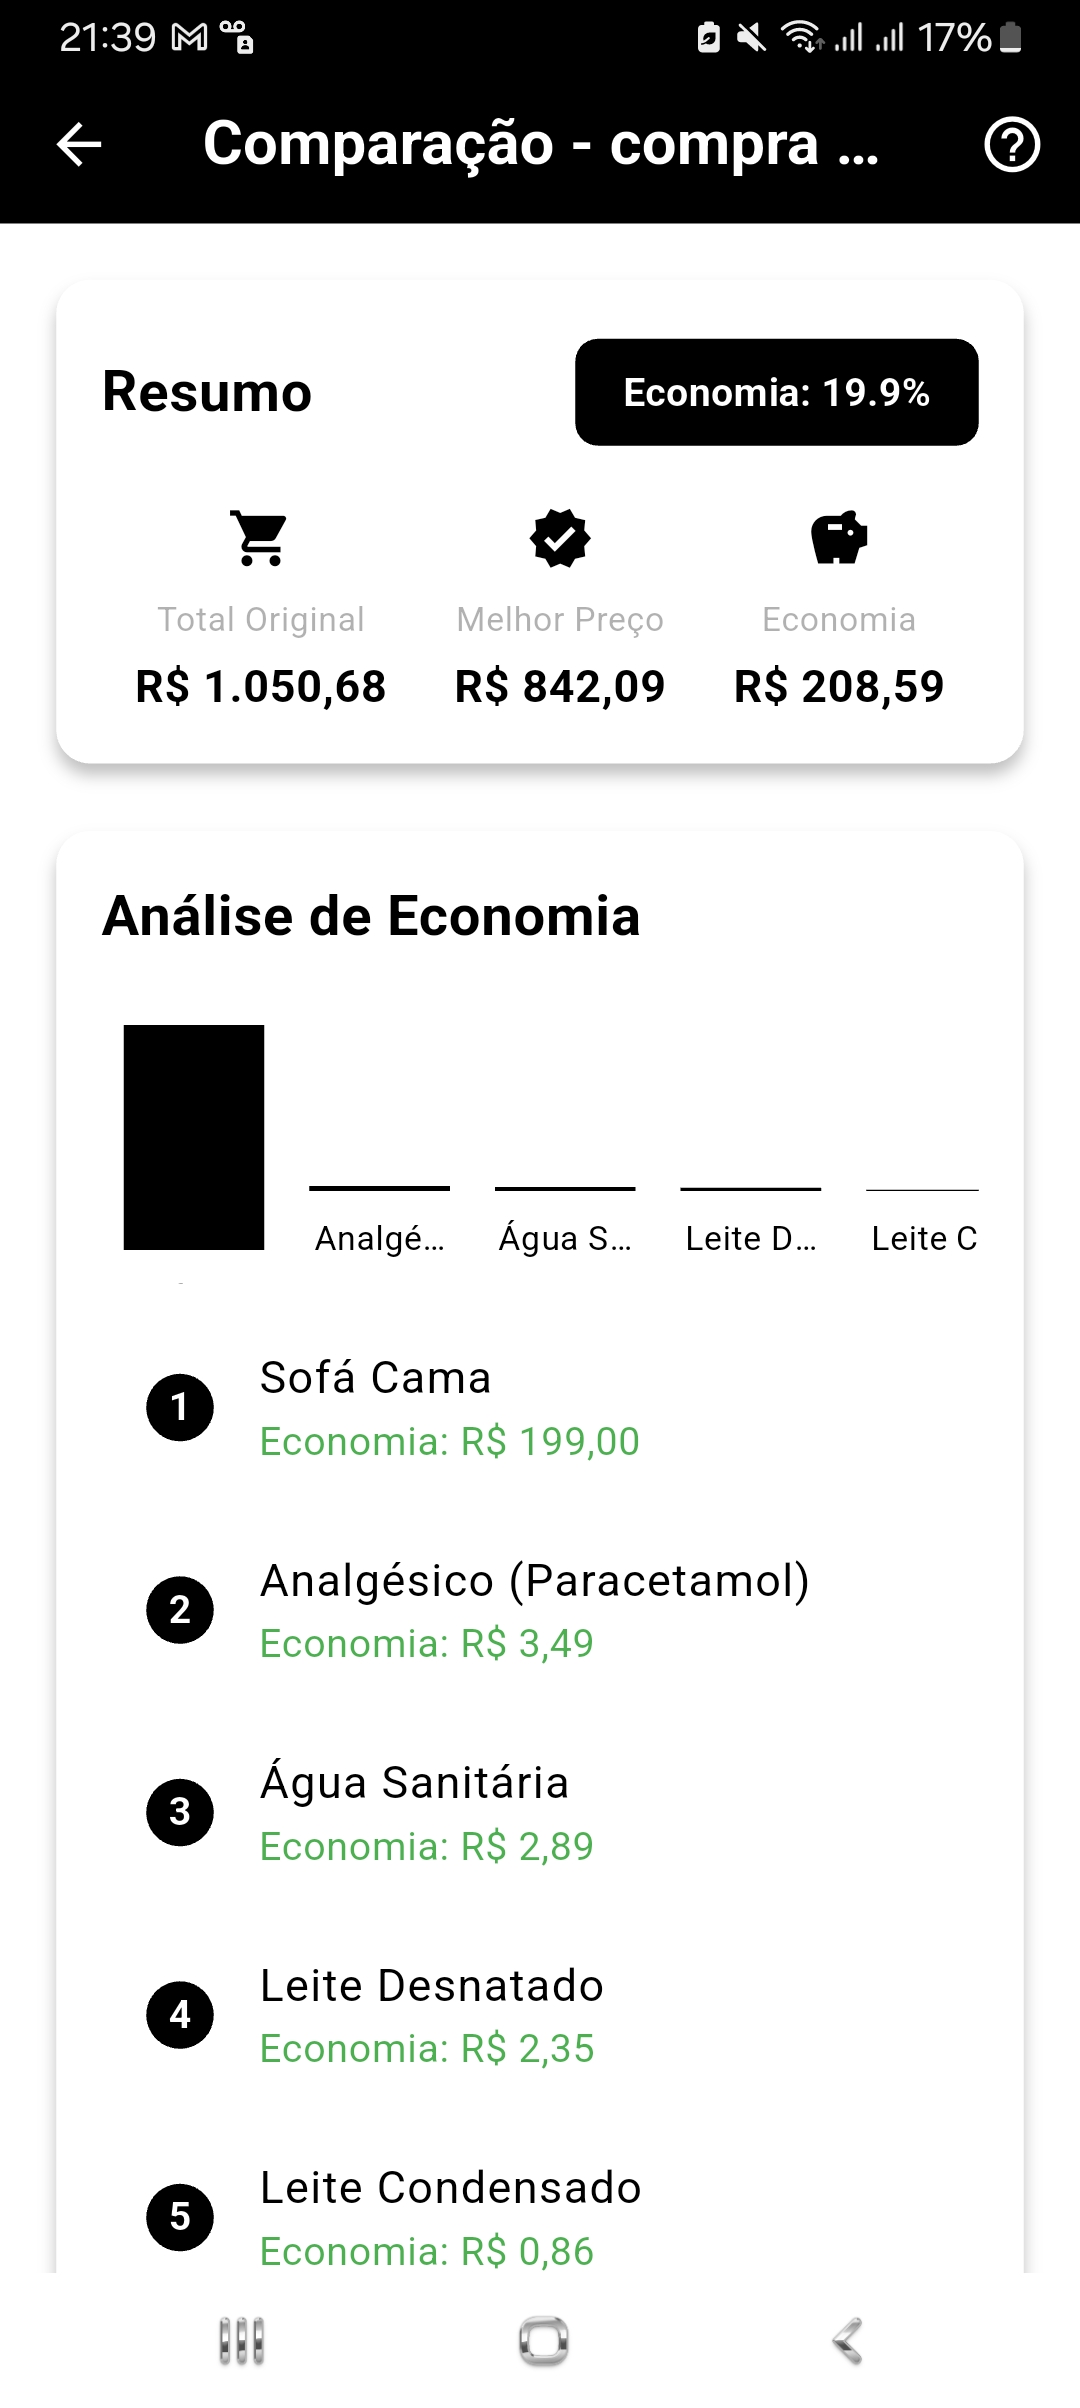 21:39 17%
Comparação - compra ...
Resumo
Economia: 19.9%
Total Original Melhor Preço Economia
R$ 1.050,68 R$ 842,09 R$ 208,59
Análise de Economia
Analgé... Água S... Leite D... Leite C
1 Sofá Cama
Economia: R$ 199,00
2 Analgésico (Paracetamol)
Economia: R$ 3,49
3 Água Sanitária
Economia: R$ 2,89
4 Leite Desnatado
Economia: R$ 2,35
5 Leite Condensado
Economia: R$ 0,86